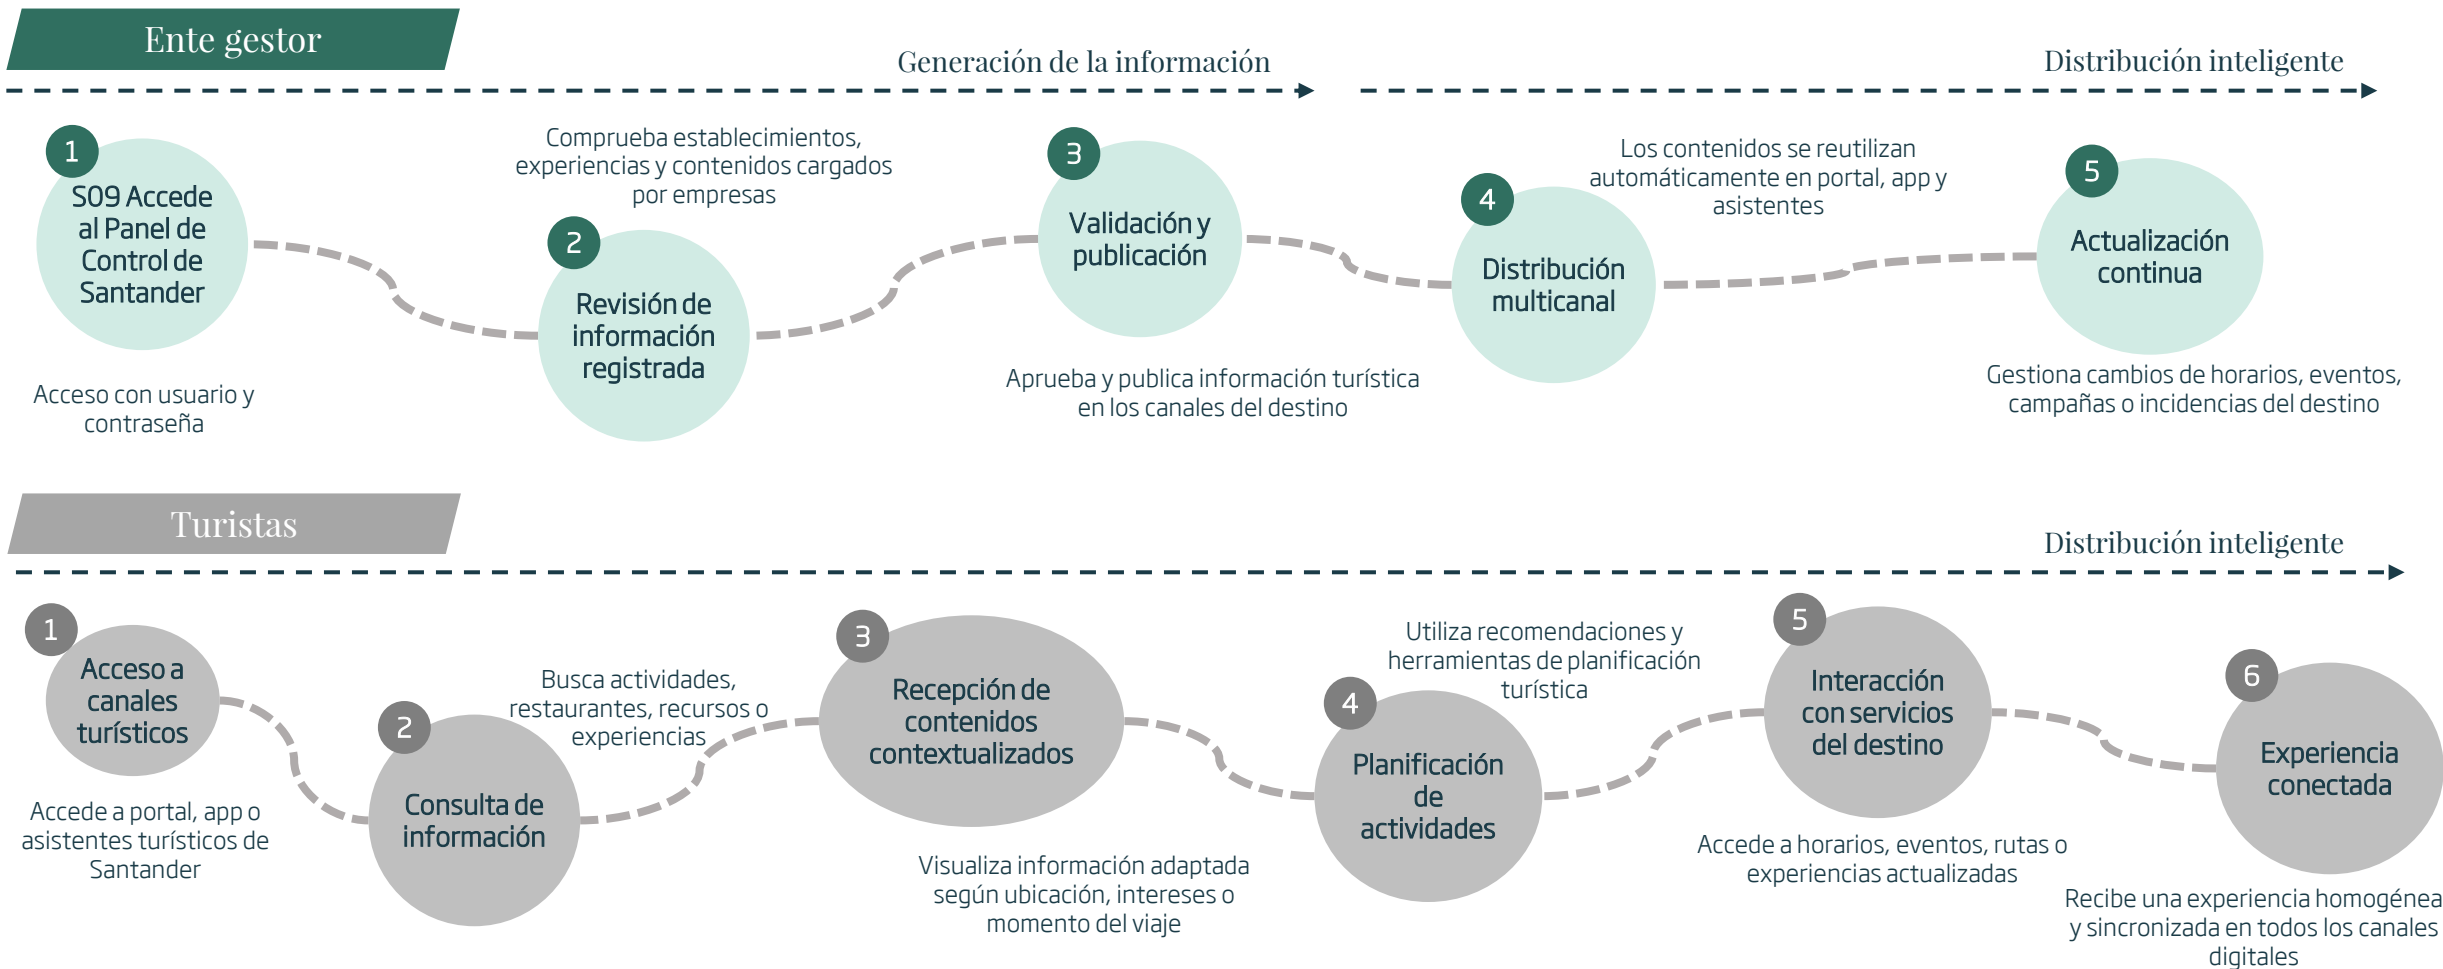 Ente gestor
Generación de la información
Distribución inteligente
1
S09 Accede
al Panel de
Control de
Santander
Acceso con usuario y
contraseña
Comprueba establecimientos,
experiencias y contenidos cargados
por empresas
2
Revisión de
información
registrada
3
Validación y
publicación
Aprueba y publica información turística
en los canales del destino
4
Distribución
multicanal
Los contenidos se reutilizan
automáticamente en portal, app y
asistentes
5
Actualización
continua
Gestiona cambios de horarios, eventos,
campañas o incidencias del destino
Turistas
Distribución inteligente
1
Acceso a
canales
turísticos
Accede a portal, app o
asistentes turísticos de
Santander
2
Consulta de
información
Busca actividades,
restaurantes, recursos o
experiencias
3
Recepción de
contenidos
contextualizados
Visualiza información adaptada
según ubicación, intereses o
momento del viaje
4
Planificación
de
actividades
Utiliza recomendaciones y
herramientas de planificación
turística
5
Interacción
con servicios
del destino
Accede a horarios, eventos, rutas o
experiencias actualizadas
6
Experiencia
conectada
Recibe una experiencia homogénea
y sincronizada en todos los canales
digitales